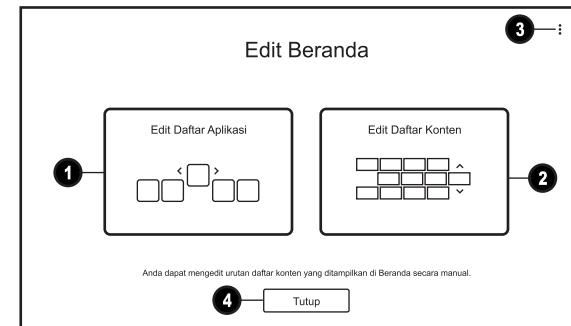 3
Edit Beranda
Edit Daftar Aplikasi
Edit Daftar Konten
1
2
Anda dapat mengedit urutan daftar konten yang ditampilkan di Beranda secara manual.
4
Tutup